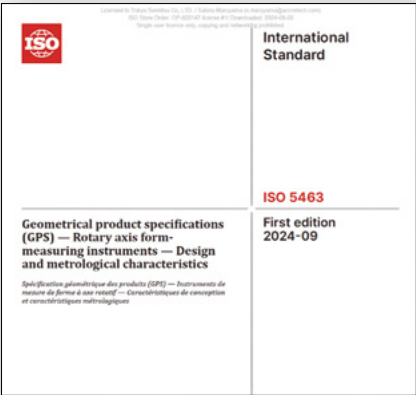 ISO
International
Standard
ISO 5463
Geometrical product specifications
(GPS) — Rotary axis form-
measuring instruments — Design
and metrological characteristics
Spécification géométrique des produits (GPS) — Instruments de
mesure de forme à axe rotatif — Caractéristiques de conception
et caractéristiques métrologiques
First edition
2024-09